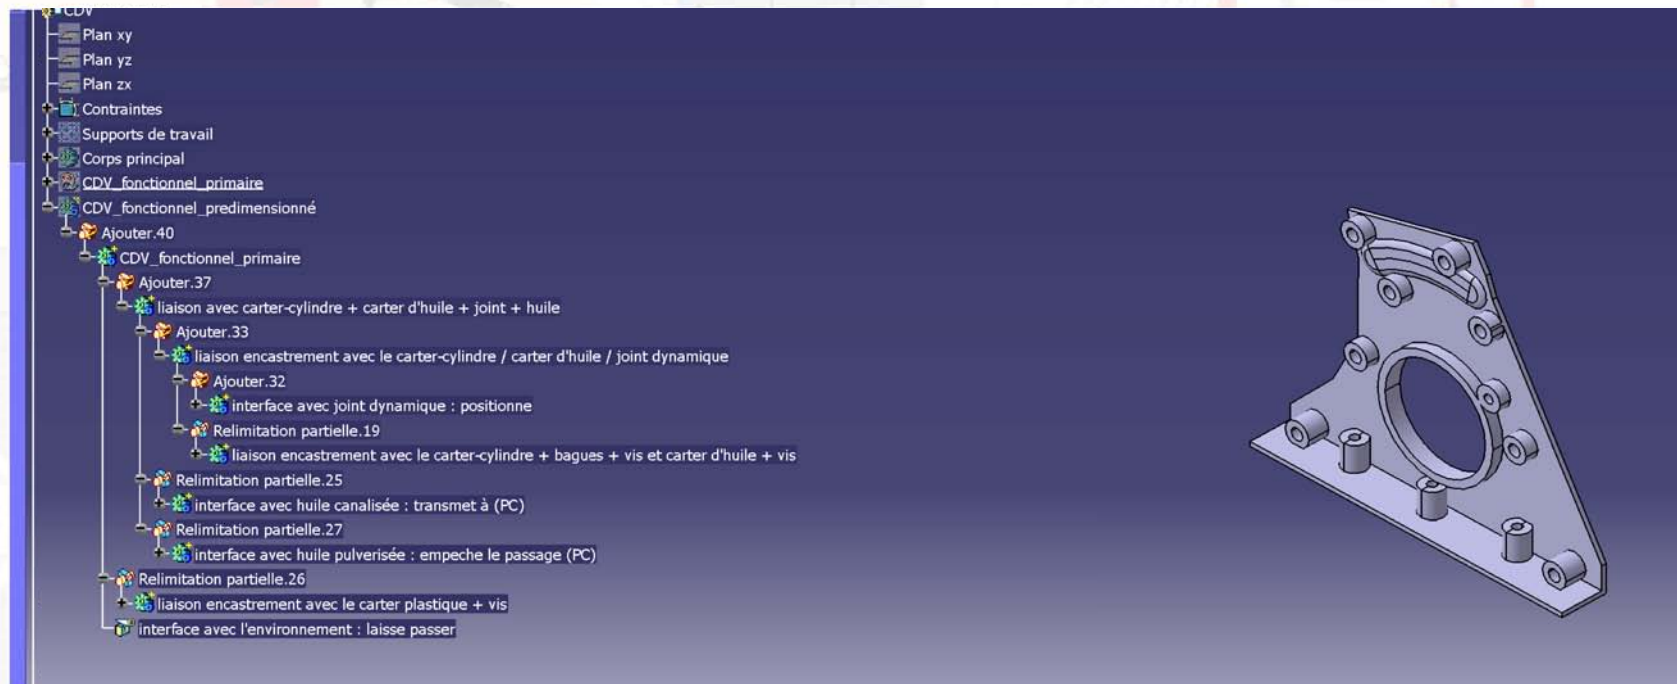 CDV
Plan xy
Plan yz
Plan zx
Contraintes
Supports de travail
Corps principal
CDV_fonctionnel_primaire
CDV_fonctionnel_predimensionné
Ajouter.40
CDV_fonctionnel_primaire
Ajouter.37
liaison avec carter-cylindre + carter d'huile + joint + huile
Ajouter.33
liaison encastrement avec le carter-cylindre / carter d'huile / joint dynamique
Ajouter.32
interface avec joint dynamique : positionne
Relimitation partielle.19
liaison encastrement avec le carter-cylindre + bagues + vis et carter d'huile + vis
Relimitation partielle.25
interface avec huile canalisée : transmet à (PC)
Relimitation partielle.27
interface avec huile pulverisée : empeche le passage (PC)
Relimitation partielle.26
liaison encastrement avec le carter plastique + vis
interface avec l'environnement : laisse passer